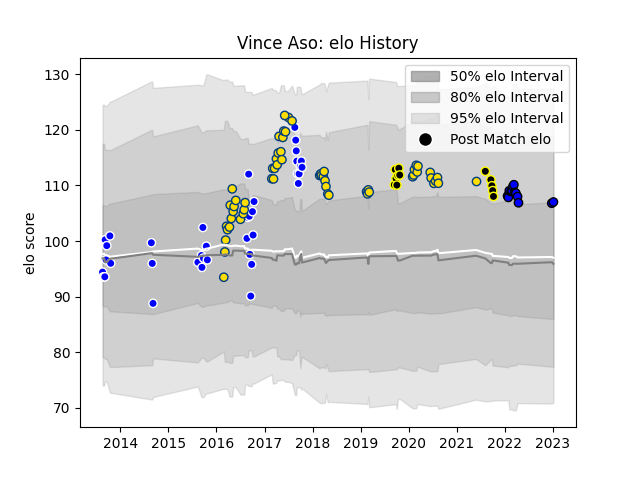 Vince Aso: elo History
50% elo Interval
80% elo Interval
95% elo Interval
Post Match elo
elo score
130
120
110
100
90
80
70
2014 2015 2016 2017 2018 2019 2020 2021 2022 2023